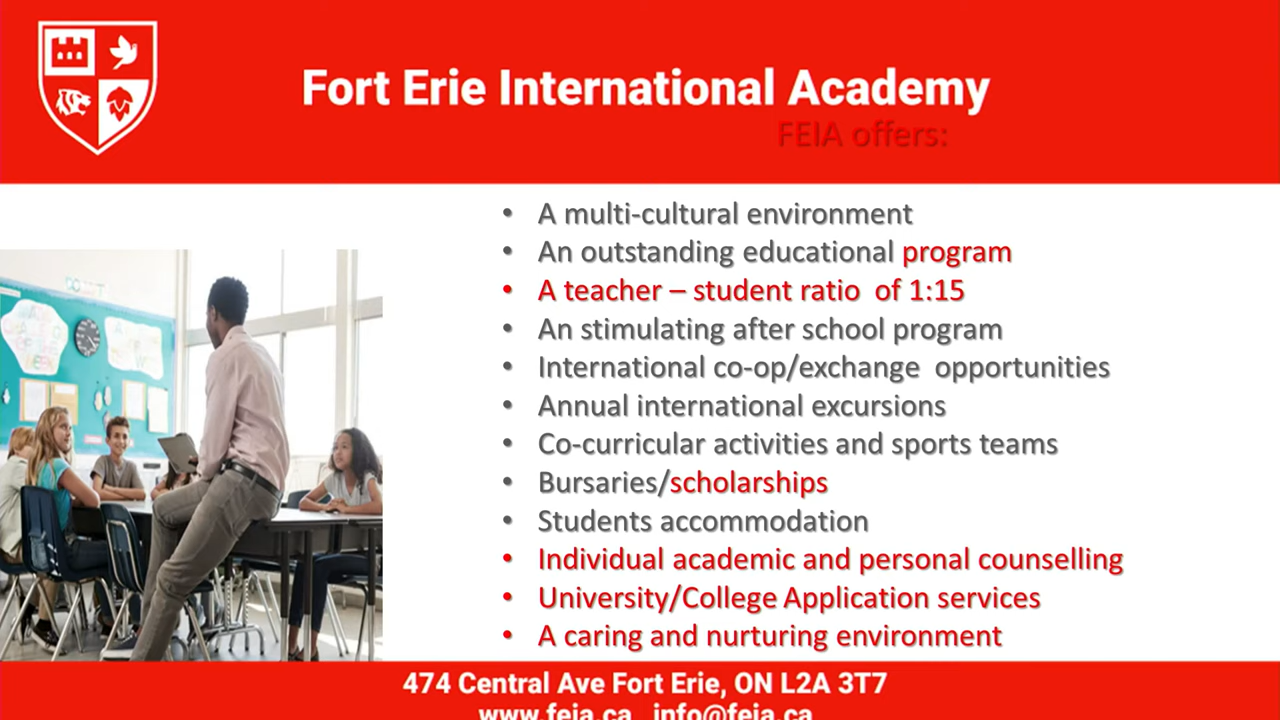 Fort Erie International Academy
FEIA offers:
• A multi-cultural environment
• An outstanding educational program
• A teacher – student ratio of 1:15
• An stimulating after school program
• International co-op/exchange opportunities
• Annual international excursions
• Co-curricular activities and sports teams
• Bursaries/scholarships
• Students accommodation
• Individual academic and personal counselling
• University/College Application services
• A caring and nurturing environment
474 Central Ave Fort Erie, ON L2A 3T7
www.feia.ca info@feia.ca